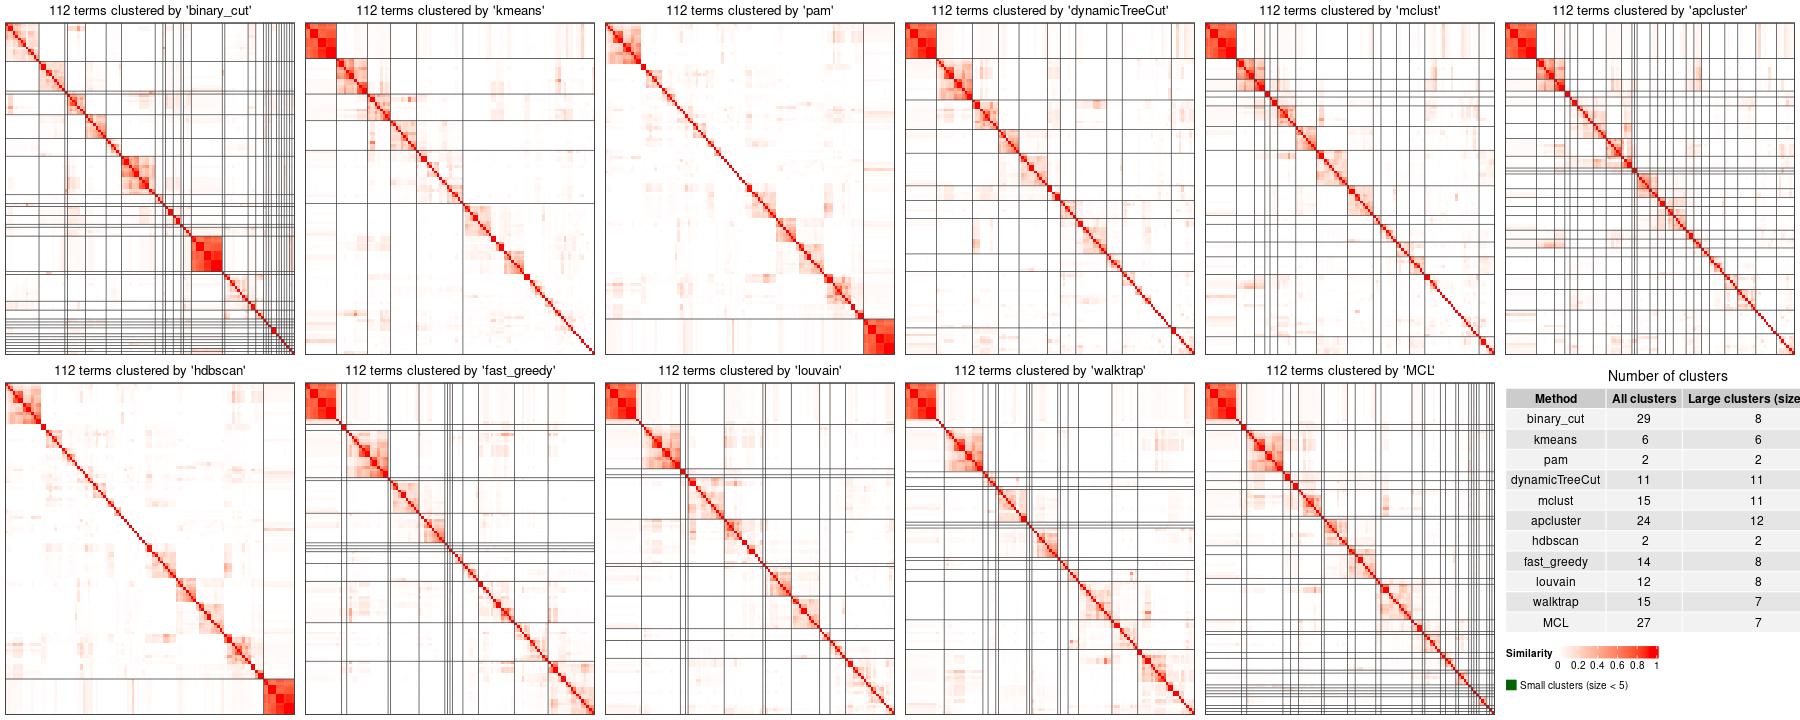 112 terms clustered by 'binary_cut'
112 terms clustered by 'kmeans'
112 terms clustered by 'pam'
112 terms clustered by 'dynamicTreeCut'
112 terms clustered by 'mclust'
112 terms clustered by 'apcluster'
112 terms clustered by 'hdbscan'
112 terms clustered by 'fast_greedy'
112 terms clustered by 'louvain'
112 terms clustered by 'walktrap'
112 terms clustered by 'MCL'
Number of clusters
Method All clusters Large clusters (size
binary_cut 29 8
kmeans 6 6
pam 2 2
dynamicTreeCut 11 11
mclust 15 11
apcluster 24 12
hdbscan 2 2
fast_greedy 14 8
louvain 12 8
walktrap 15 7
MCL 27 7
Similarity
0 0.2 0.4 0.6 0.8 1
Small clusters (size < 5)